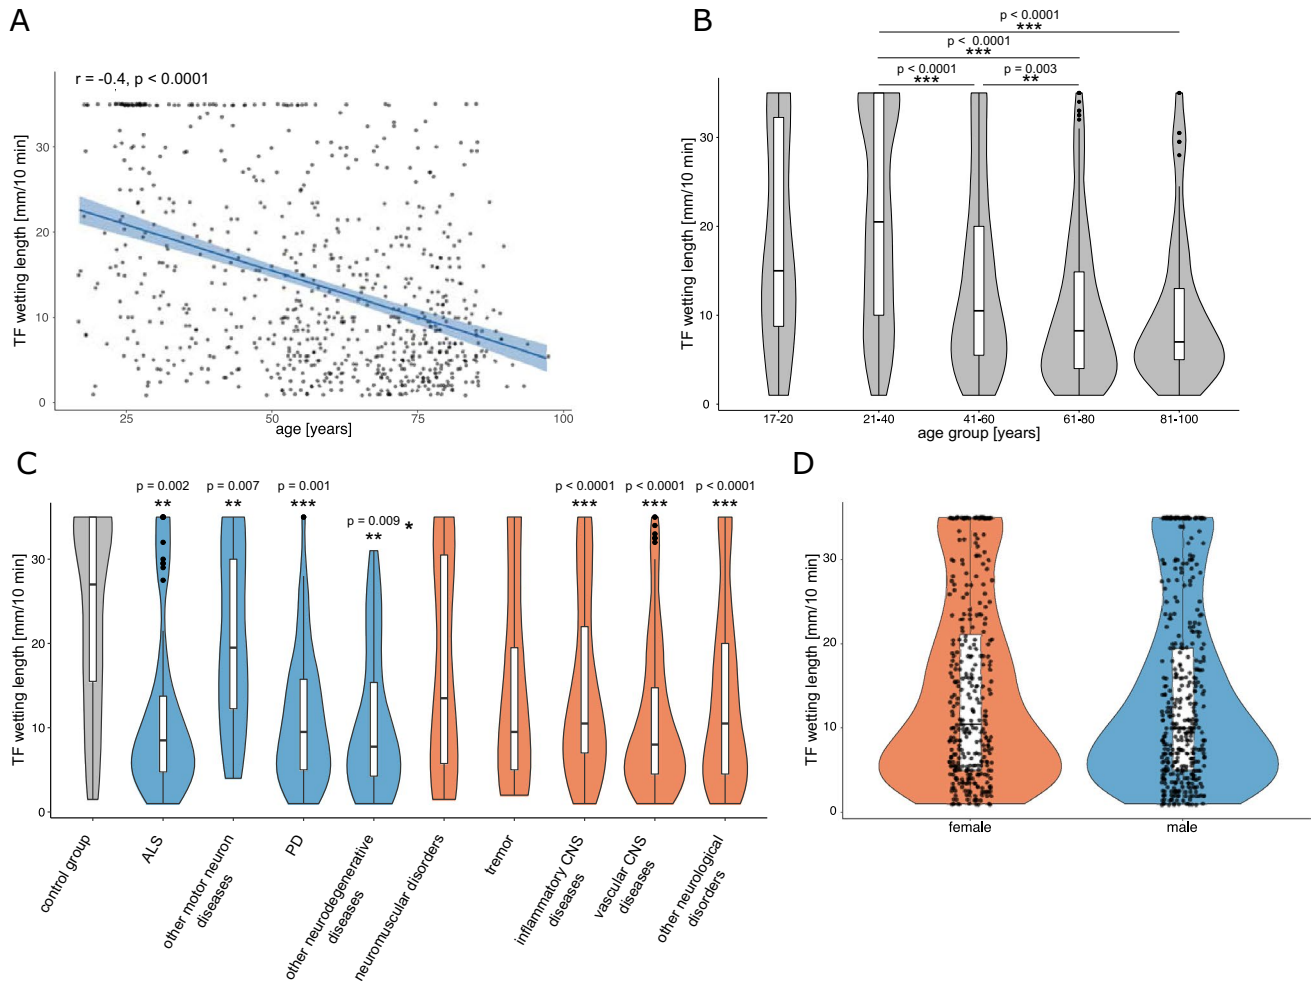 A
r = -0.4, p < 0.0001
TF wetting length [mm/10 min]
30
20
10
0
25
50
75
100
age [years]
B
p < 0.0001
***
p < 0.0001
***
p <0.0001
***
p = 0.003
**
TF wetting length [mm/10 min]
30
20
10
0
17-20
21-40
41-60
61-80
81-100
age group [years]
C
p = 0.002
**
p = 0.007
**
p = 0.001
***
p = 0.009
**
*
p < 0.0001
***
p < 0.0001
***
p <0.0001
***
TF wetting length [mm/10 min]
30
20
10
0
control group
ALS
other motor neuron
diseases
PD
other neurodegenerative
diseases
neuromuscular disorders
tremor
inflammatory CNS
diseases
vascular CNS
diseases
other neurological
disorders
D
TF wetting length [mm/10 min]
30
20
10
0
female
male